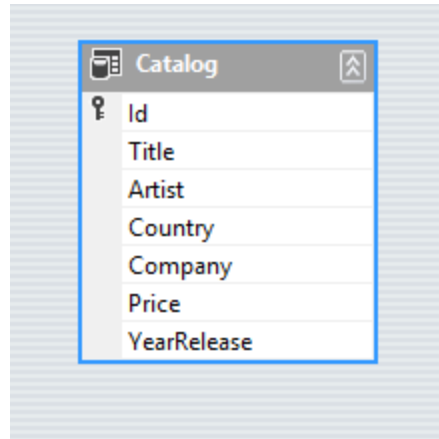 Catalog
Id
Title
Artist
Country
Company
Price
YearRelease